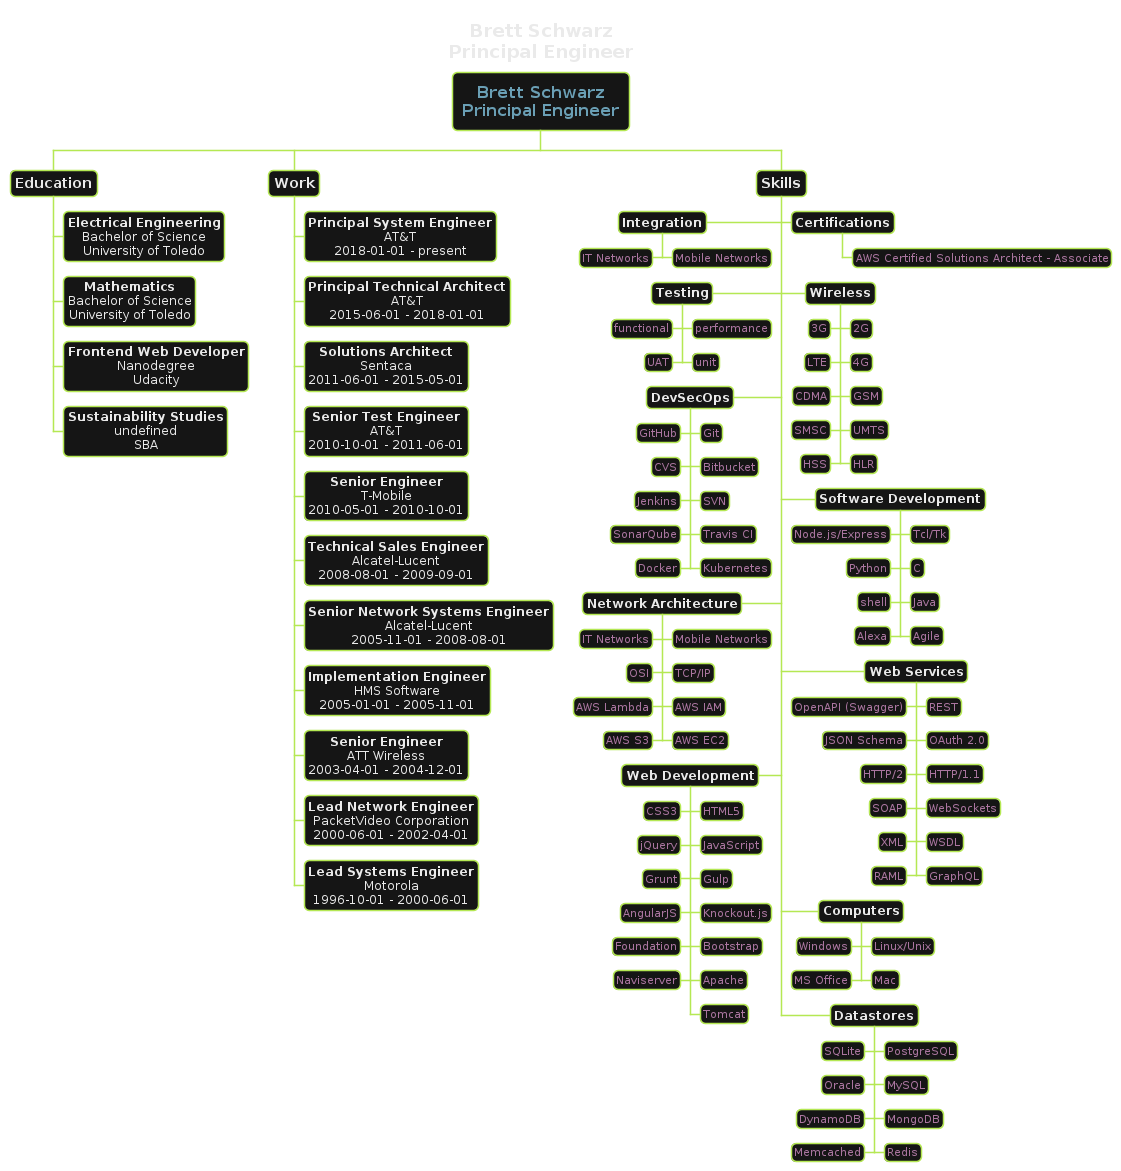 Brett Schwarz
Principal Engineer
Brett Schwarz
Principal Engineer
Education
Electrical Engineering
Bachelor of Science
University of Toledo
Mathematics
Bachelor of Science
University of Toledo
Frontend Web Developer
Nanodegree
Udacity
Sustainability Studies
undefined
SBA
Work
Principal System Engineer
AT&T
2018-01-01 - present
Principal Technical Architect
AT&T
2015-06-01 - 2018-01-01
Solutions Architect
Sentaca
2011-06-01 - 2015-05-01
Senior Test Engineer
AT&T
2010-10-01 - 2011-06-01
Senior Engineer
T-Mobile
2010-05-01 - 2010-10-01
Technical Sales Engineer
Alcatel-Lucent
2008-08-01 - 2009-09-01
Senior Network Systems Engineer
Alcatel-Lucent
2005-11-01 - 2008-08-01
Implementation Engineer
HMS Software
2005-01-01 - 2005-11-01
Senior Engineer
ATT Wireless
2003-04-01 - 2004-12-01
Lead Network Engineer
PacketVideo Corporation
2000-06-01 - 2002-04-01
Lead Systems Engineer
Motorola
1996-10-01 - 2000-06-01
Skills
Integration
IT Networks
Mobile Networks
Testing
functional
performance
UAT
unit
DevSecOps
GitHub
Git
CVS
Bitbucket
Jenkins
SVN
SonarQube
Travis CI
Docker
Kubernetes
Network Architecture
IT Networks
Mobile Networks
OSI
TCP/IP
AWS Lambda
AWS IAM
AWS S3
AWS EC2
Web Development
CSS3
HTML5
jQuery
JavaScript
Grunt
Gulp
AngularJS
Knockout.js
Foundation
Bootstrap
Naviserver
Apache
Tomcat
Certifications
AWS Certified Solutions Architect - Associate
Wireless
3G
2G
LTE
4G
CDMA
GSM
SMSC
UMTS
HSS
HLR
Software Development
Node.js/Express
Tcl/Tk
Python
C
shell
Java
Alexa
Agile
Web Services
OpenAPI (Swagger)
REST
JSON Schema
OAuth 2.0
HTTP/2
HTTP/1.1
SOAP
WebSockets
XML
WSDL
RAML
GraphQL
Computers
Windows
Linux/Unix
MS Office
Mac
Datastores
SQLite
PostgreSQL
Oracle
MySQL
DynamoDB
MongoDB
Memcached
Redis